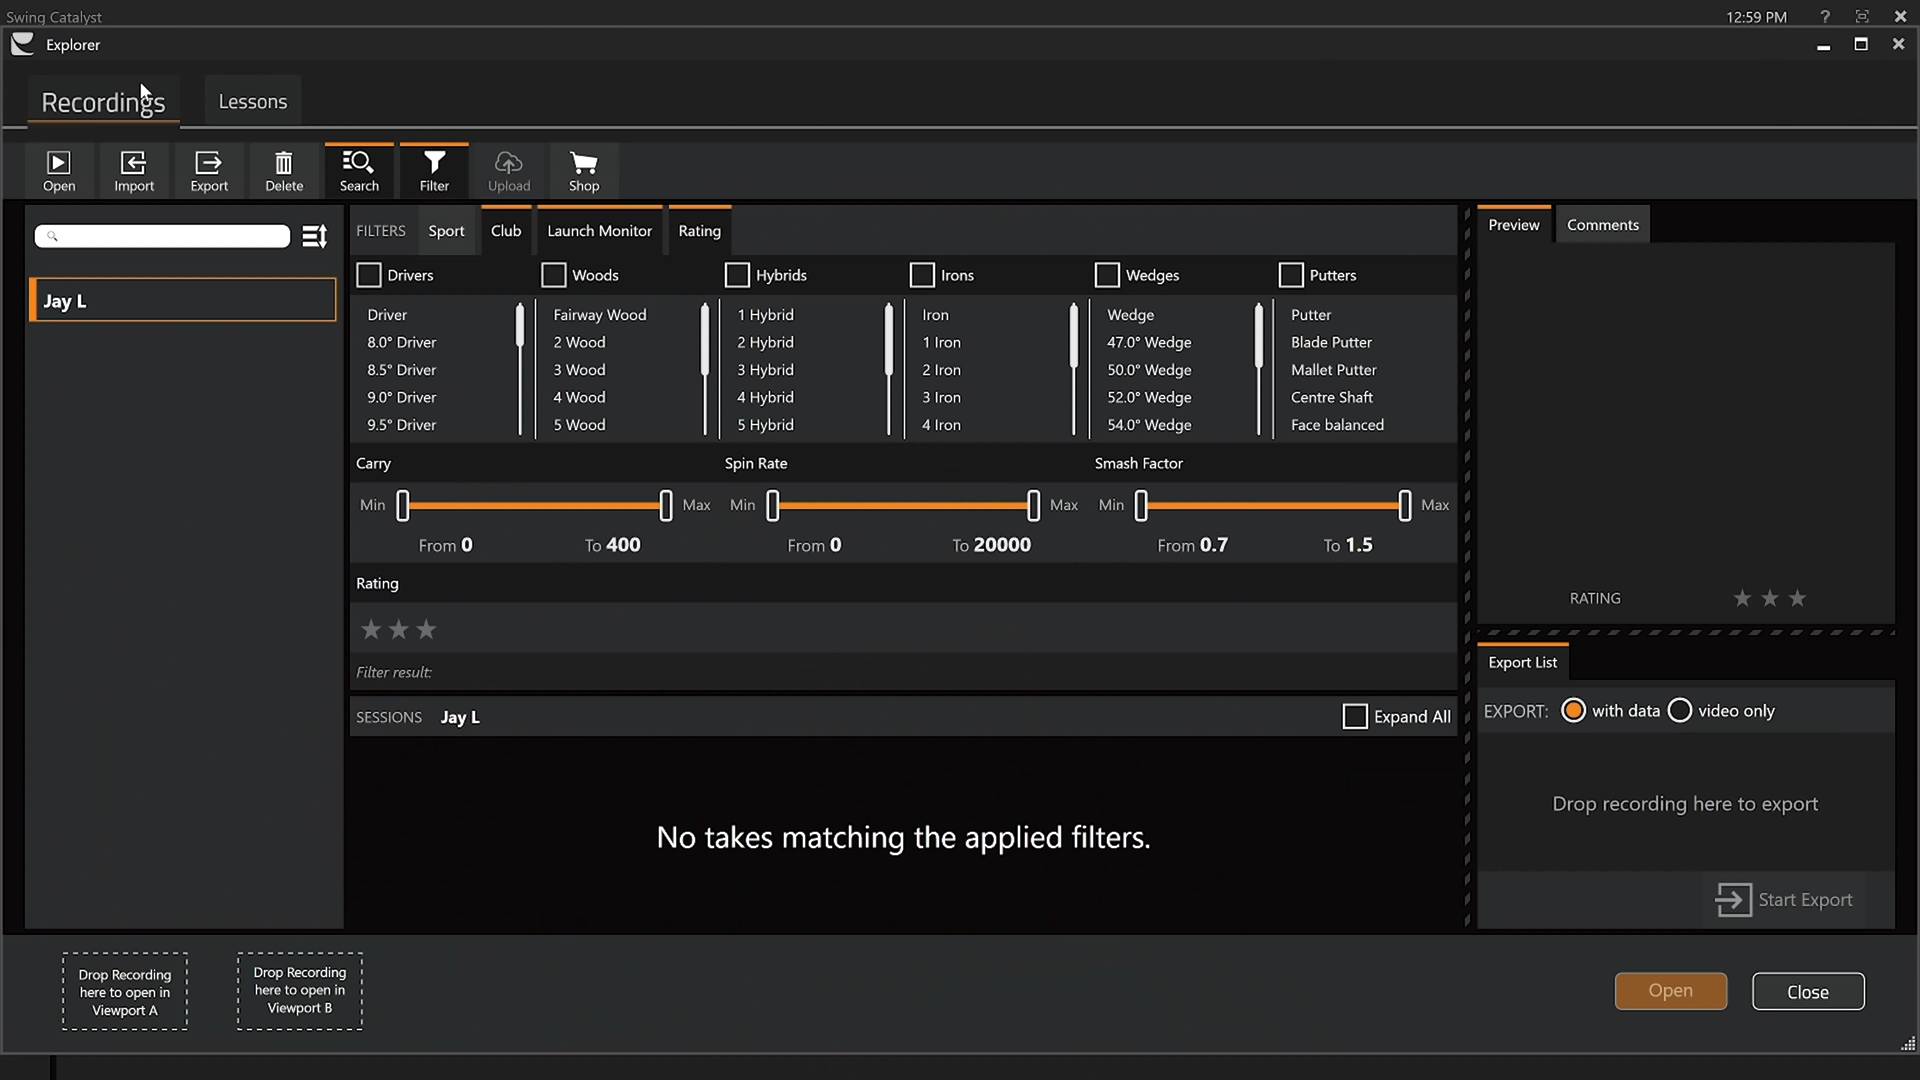 Swing Catalyst
12:59 PM
?
Explorer
Recordings
Lessons
Open
Import
Export
Delete
Search
Filter
Upload
Shop
Jay L
FILTERS
Sport
Club
Launch Monitor
Rating
Drivers
Woods
Hybrids
Irons
Wedges
Putters
Driver
8.0° Driver
8.5° Driver
9.0° Driver
9.5° Driver
Fairway Wood
2 Wood
3 Wood
4 Wood
5 Wood
1 Hybrid
2 Hybrid
3 Hybrid
4 Hybrid
5 Hybrid
Iron
1 Iron
2 Iron
3 Iron
4 Iron
Wedge
47.0° Wedge
50.0° Wedge
52.0° Wedge
54.0° Wedge
Putter
Blade Putter
Mallet Putter
Centre Shaft
Face balanced
Carry
Min
Max
From 0
To 400
Spin Rate
Min
Max
From 0
To 20000
Smash Factor
Min
Max
From 0.7
To 1.5
Rating
Filter result:
SESSIONS
Jay L
Expand All
No takes matching the applied filters.
Preview
Comments
RATING
Export List
EXPORT:
with data
video only
Drop recording here to export
Start Export
Drop Recording
here to open in
Viewport A
Drop Recording
here to open in
Viewport B
Open
Close